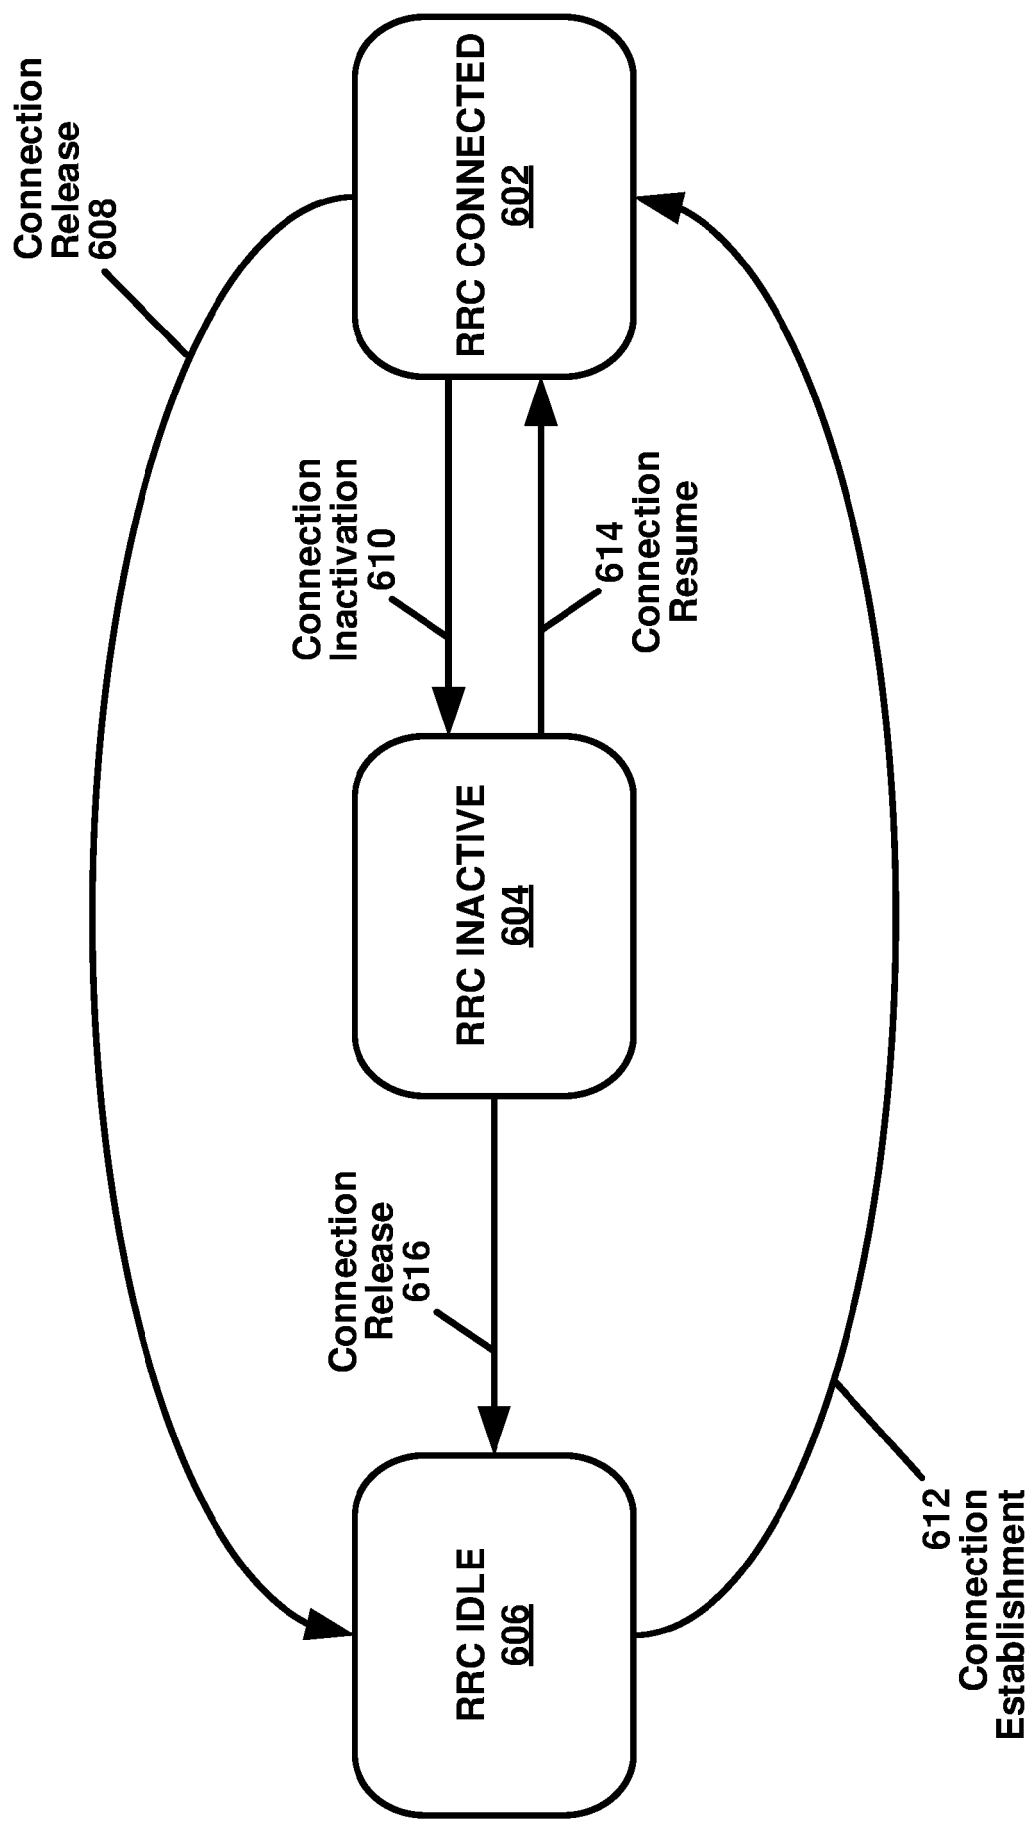 Connection
Release
608
RRC IDLE
606
Connection
Release
616
RRC INACTIVE
604
Connection
Inactivation
610
614
Connection
Resume
RRC CONNECTED
602
612
Connection
Establishment